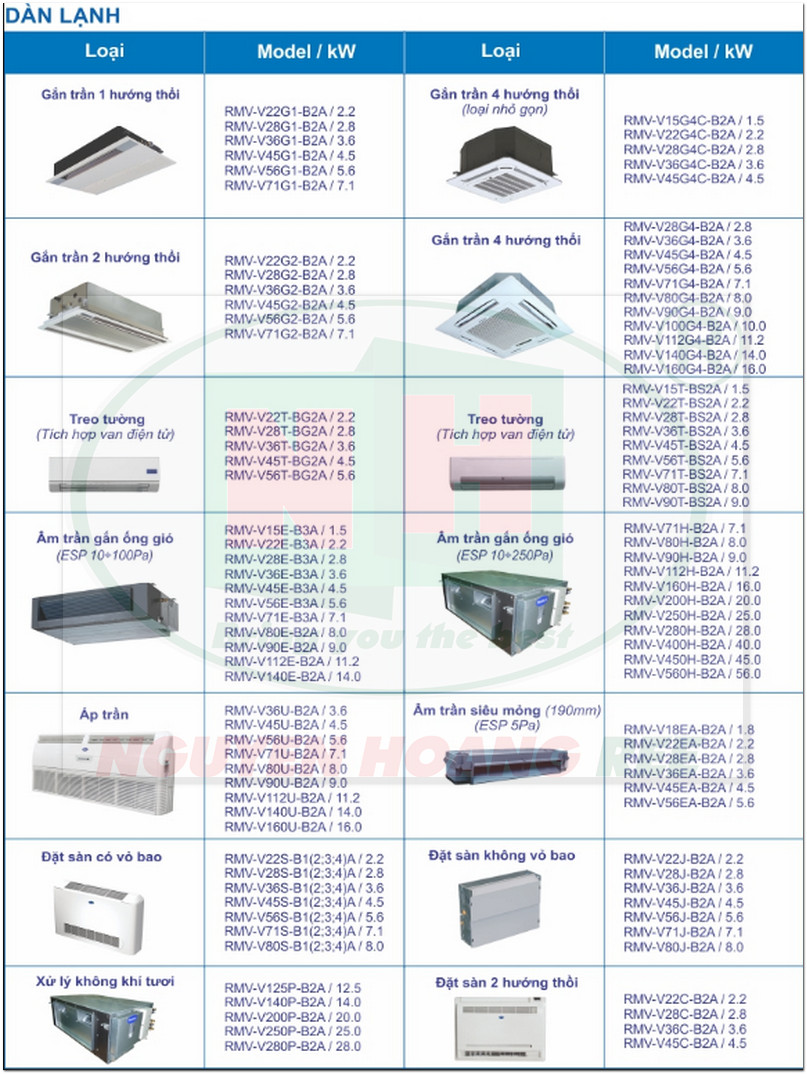 DÀN LẠNH
Loại
Model / kW
Loại
Model / kW
Gắn trần 1 hướng thổi
RMV-V22G1-B2A / 2.2
RMV-V28G1-B2A / 2.8
RMV-V36G1-B2A / 3.6
RMV-V45G1-B2A / 4.5
RMV-V56G1-B2A / 5.6
RMV-V71G1-B2A / 7.1
Gắn trần 4 hướng thổi
(loại nhỏ gọn)
RMV-V15G4C-B2A / 1.5
RMV-V22G4C-B2A / 2.2
RMV-V28G4C-B2A / 2.8
RMV-V36G4C-B2A / 3.6
RMV-V45G4C-B2A / 4.5
Gắn trần 2 hướng thổi
RMV-V22G2-B2A / 2.2
RMV-V28G2-B2A / 2.8
RMV-V36G2-B2A / 3.6
RMV-V45G2-B2A / 4.5
RMV-V56G2-B2A / 5.6
RMV-V71G2-B2A / 7.1
Gắn trần 4 hướng thổi
RMV-V28G4-B2A / 2.8
RMV-V36G4-B2A / 3.6
RMV-V45G4-B2A / 4.5
RMV-V56G4-B2A / 5.6
RMV-V71G4-B2A / 7.1
RMV-V80G4-B2A / 8.0
RMV-V90G4-B2A / 9.0
RMV-V100G4-B2A / 10.0
RMV-V112G4-B2A / 11.2
RMV-V140G4-B2A / 14.0
RMV-V160G4-B2A / 16.0
Treo tường
(Tích hợp van điện tử)
RMV-V22T-BG2A / 2.2
RMV-V28T-BG2A / 2.8
RMV-V36T-BG2A / 3.6
RMV-V45T-BG2A / 4.5
RMV-V56T-BG2A / 5.6
Treo tường
(Tích hợp van điện tử)
RMV-V15T-BS2A / 1.5
RMV-V22T-BS2A / 2.2
RMV-V28T-BS2A / 2.8
RMV-V36T-BS2A / 3.6
RMV-V45T-BS2A / 4.5
RMV-V56T-BS2A / 5.6
RMV-V71T-BS2A / 7.1
RMV-V80T-BS2A / 8.0
RMV-V90T-BS2A / 9.0
Âm trần gắn ống gió
(ESP 10÷100Pa)
RMV-V15E-B3A / 1.5
RMV-V22E-B3A / 2.2
RMV-V28E-B3A / 2.8
RMV-V36E-B3A / 3.6
RMV-V45E-B3A / 4.5
RMV-V56E-B3A / 5.6
RMV-V71E-B3A / 7.1
RMV-V80E-B2A / 8.0
RMV-V90E-B2A / 9.0
RMV-V112E-B2A / 11.2
RMV-V140E-B2A / 14.0
Âm trần gắn ống gió
(ESP 10÷250Pa)
RMV-V71H-B2A / 7.1
RMV-V80H-B2A / 8.0
RMV-V90H-B2A / 9.0
RMV-V112H-B2A / 11.2
RMV-V160H-B2A / 16.0
RMV-V200H-B2A / 20.0
RMV-V250H-B2A / 25.0
RMV-V280H-B2A / 28.0
RMV-V400H-B2A / 40.0
RMV-V450H-B2A / 45.0
RMV-V560H-B2A / 56.0
NH
you the best
Áp trần
RMV-V36U-B2A / 3.6
RMV-V45U-B2A / 4.5
RMV-V56U-B2A / 5.6
RMV-V71U-B2A / 7.1
RMV-V80U-B2A / 8.0
RMV-V90U-B2A / 9.0
RMV-V112U-B2A / 11.2
RMV-V140U-B2A / 14.0
RMV-V160U-B2A / 16.0
Âm trần siêu mỏng (190mm)
(ESP 5Pa)
RMV-V18EA-B2A / 1.8
RMV-V22EA-B2A / 2.2
RMV-V28EA-B2A / 2.8
RMV-V36EA-B2A / 3.6
RMV-V45EA-B2A / 4.5
RMV-V56EA-B2A / 5.6
NGUYEN HOANG
Đặt sàn có vỏ bao
RMV-V22S-B1(2;3;4)A / 2.2
RMV-V28S-B1(2;3;4)A / 2.8
RMV-V36S-B1(2;3;4)A / 3.6
RMV-V45S-B1(2;3;4)A / 4.5
RMV-V56S-B1(2;3;4)A / 5.6
RMV-V71S-B1(2;3;4)A / 7.1
RMV-V80S-B1(2;3;4)A / 8.0
Đặt sàn không vỏ bao
RMV-V22J-B2A / 2.2
RMV-V28J-B2A / 2.8
RMV-V36J-B2A / 3.6
RMV-V45J-B2A / 4.5
RMV-V56J-B2A / 5.6
RMV-V71J-B2A / 7.1
RMV-V80J-B2A / 8.0
Xử lý không khí tươi
RMV-V125P-B2A / 12.5
RMV-V140P-B2A / 14.0
RMV-V200P-B2A / 20.0
RMV-V250P-B2A / 25.0
RMV-V280P-B2A / 28.0
Đặt sàn 2 hướng thổi
RMV-V22C-B2A / 2.2
RMV-V28C-B2A / 2.8
RMV-V36C-B2A / 3.6
RMV-V45C-B2A / 4.5